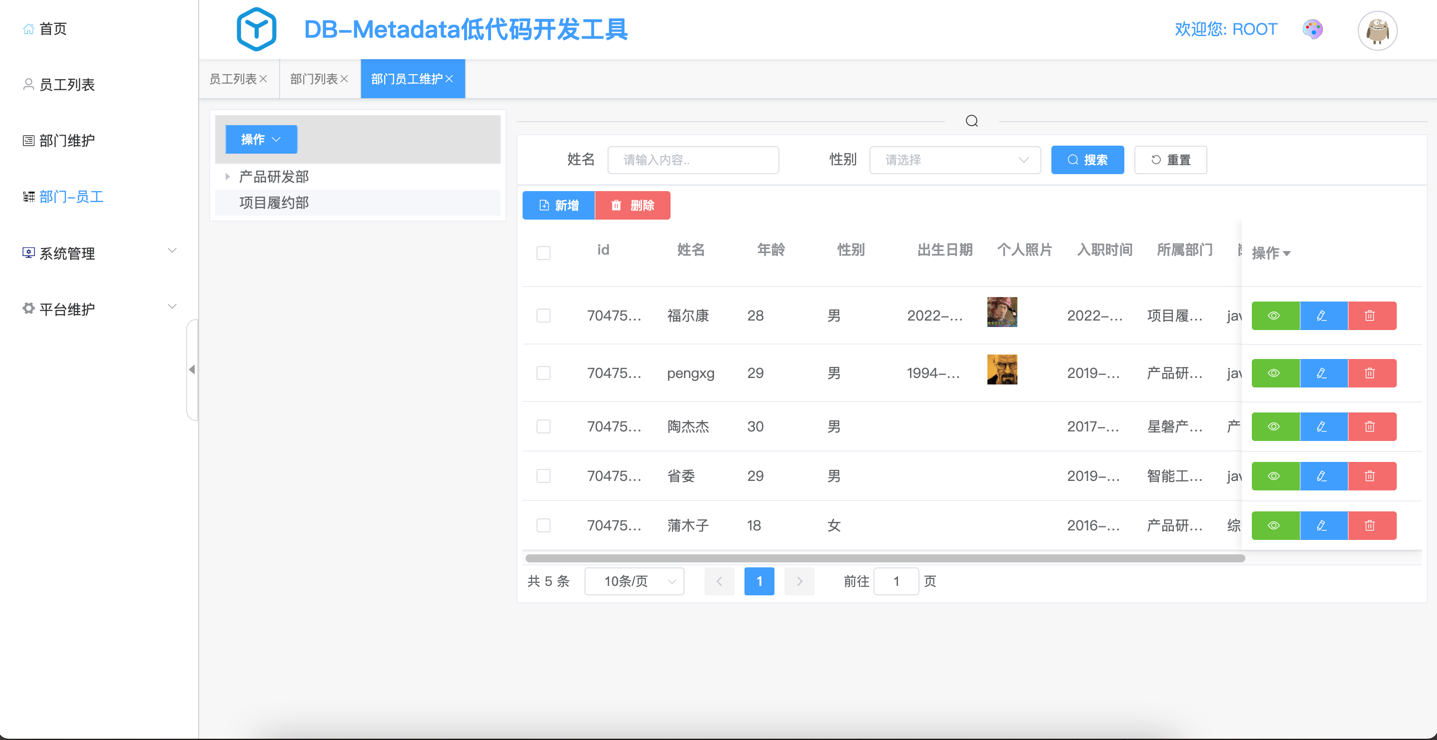 首页
员工列表
部门维护
部门-员工
系统管理
平台维护
DB-Metadata低代码开发工具
欢迎您: ROOT
员工列表 部门列表 部门员工维护
操作
产品研发部
项目履约部
姓名 请输入内容.. 性别 请选择 搜索 重置
新增 删除
id 姓名 年龄 性别 出生日期 个人照片 入职时间 所属部门 操作
70475... 福尔康 28 男 2022-... 2022-... 项目履... jav
70475... pengxg 29 男 1994-... 2019-... 产品研... jav
70475... 陶杰杰 30 男 2017-... 星磐产... 产
70475... 省委 29 男 2019-... 智能工... jav
70475... 蒲木子 18 女 2016-... 产品研... 综
共 5 条 10条/页 1 前往 1 页